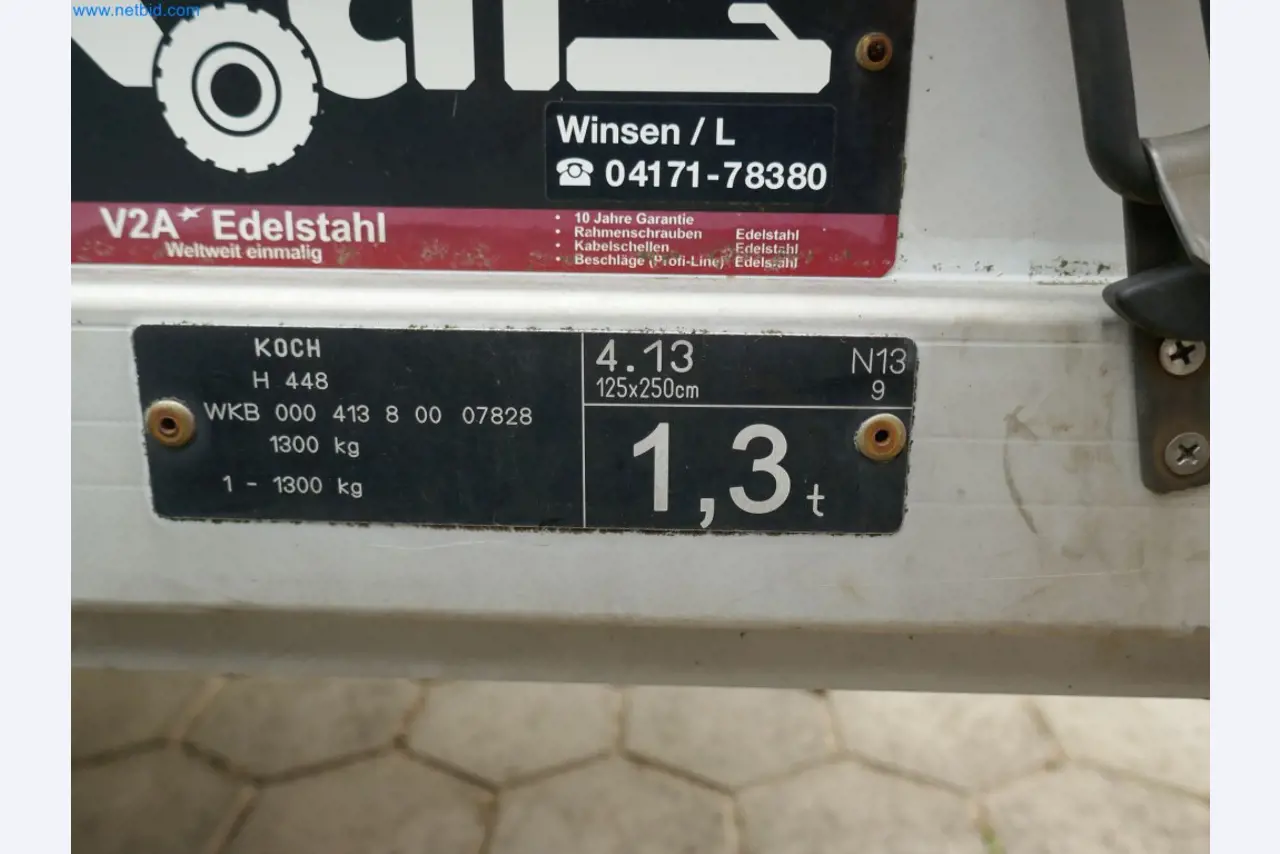 www.netbid.com
Winsen / L
04171-78380
V2A Edelstahl
Weltweit einmalig
• 10 Jahre Garantie
• Rahmenschrauben Edelstahl
• Kabelschellen Edelstahl
• Beschläge (Profi-Line) Edelstahl
KOCH
H 448
WKB 000 413 8 00 07828
1300 kg
1 - 1300 kg
4.13
125x250cm
N13
9
1,3 t